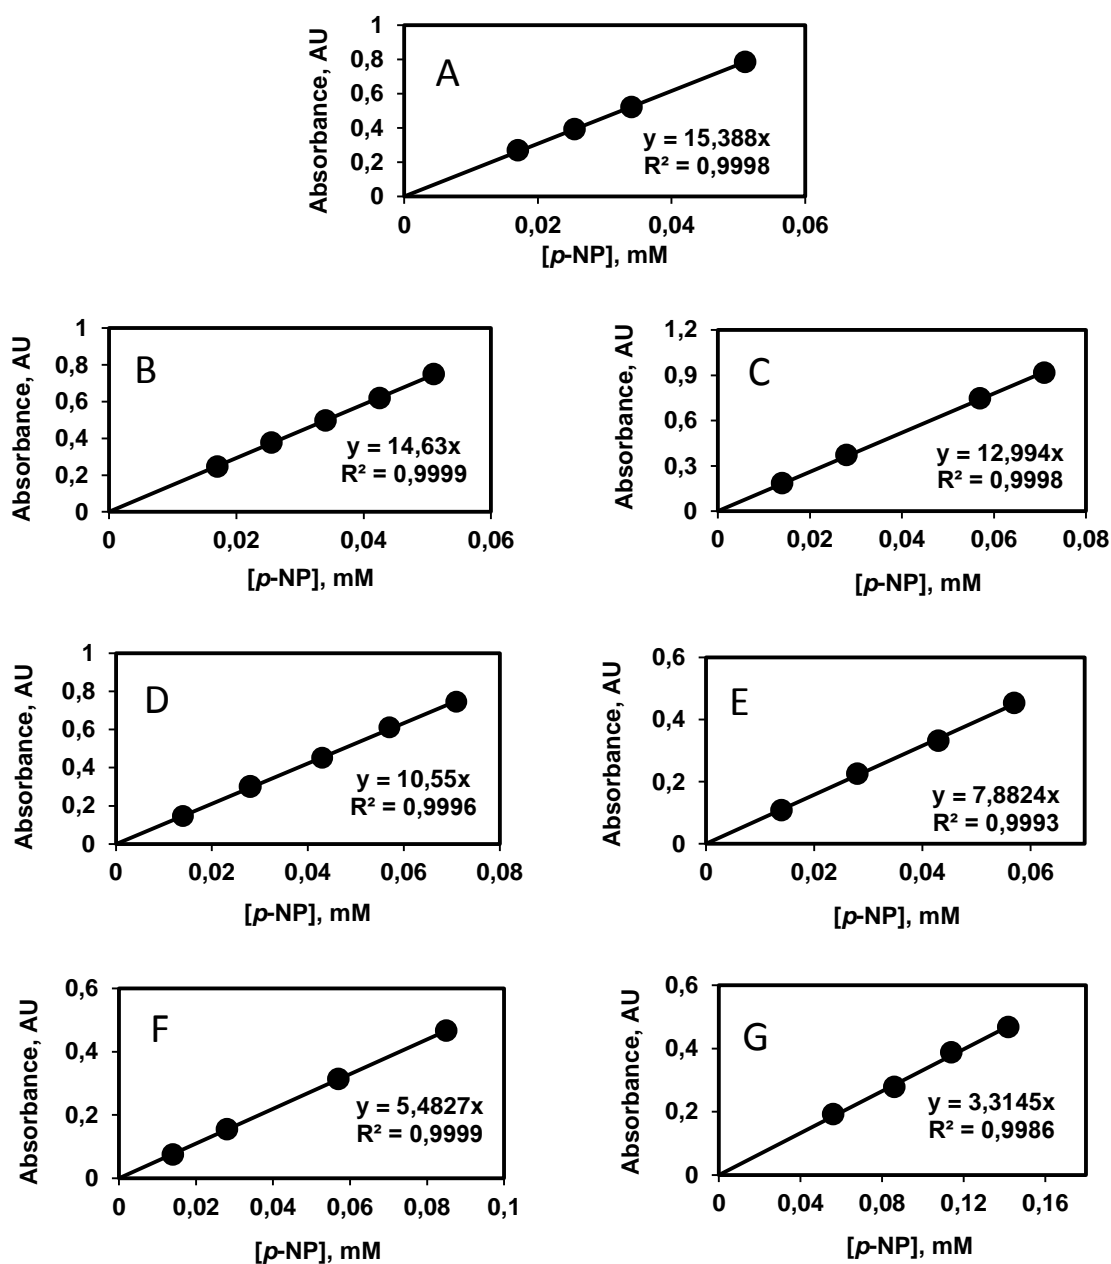 A
Absorbance, AU
1
0,8
0,6
0,4
0,2
0
y = 15,388x
R² = 0,9998
0 0,02 0,04 0,06
[p-NP], mM
B
Absorbance, AU
1
0,8
0,6
0,4
0,2
0
y = 14,63x
R² = 0,9999
0 0,02 0,04 0,06
[p-NP], mM
C
Absorbance, AU
1,2
0,9
0,6
0,3
0
y = 12,994x
R² = 0,9998
0 0,02 0,04 0,06 0,08
[p-NP], mM
D
Absorbance, AU
1
0,8
0,6
0,4
0,2
0
y = 10,55x
R² = 0,9996
0 0,02 0,04 0,06 0,08
[p-NP], mM
E
Absorbance, AU
0,6
0,4
0,2
0
y = 7,8824x
R² = 0,9993
0 0,02 0,04 0,06
[p-NP], mM
F
Absorbance, AU
0,6
0,4
0,2
0
y = 5,4827x
R² = 0,9999
0 0,02 0,04 0,06 0,08 0,1
[p-NP], mM
G
Absorbance, AU
0,6
0,4
0,2
0
y = 3,3145x
R² = 0,9986
0 0,04 0,08 0,12 0,16
[p-NP], mM